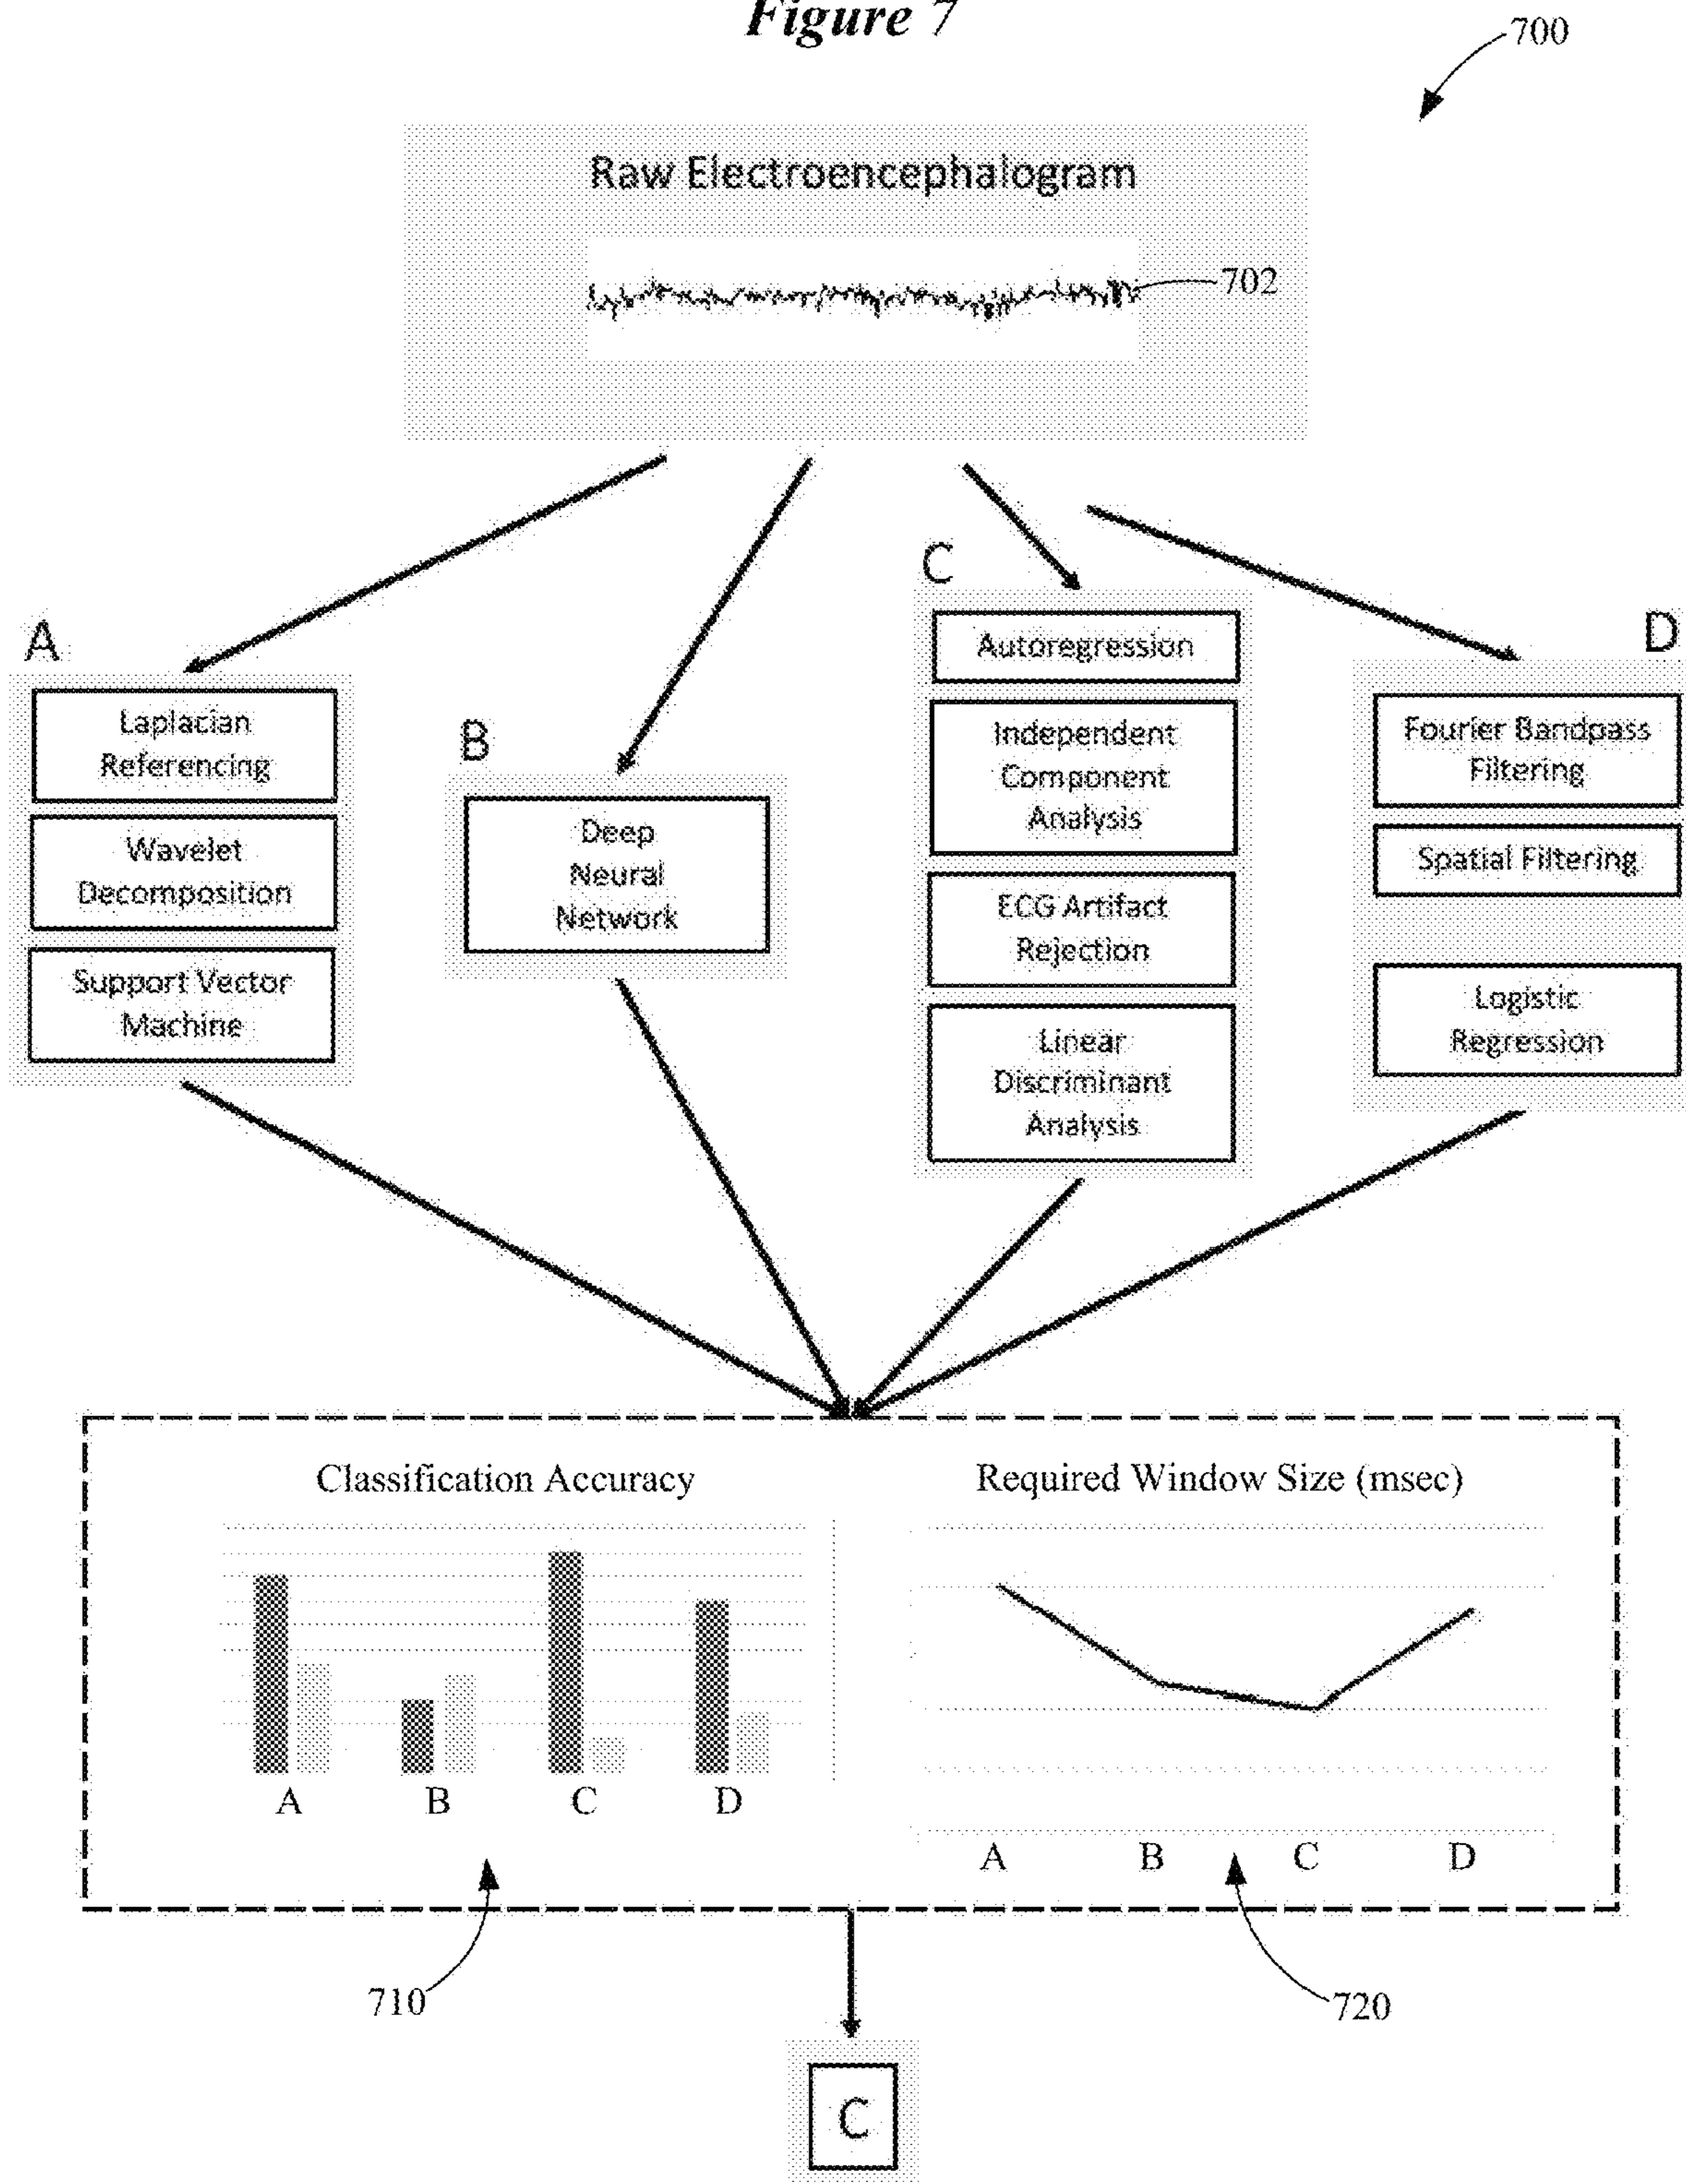 Figure 7
700
Raw Electroencephalogram
702
A
Laplacian
Referencing
Wavelet
Decomposition
Support Vector
Machine
B
Deep
Neural
Network
C
Autoregression
Independent
Component
Analysis
ECG Artifact
Rejection
Linear
Discriminant
Analysis
D
Fourier Bandpass
Filtering
Spatial Filtering
Logistic
Regression
Classification Accuracy
A B C D
710
Required Window Size (msec)
A B C D
720
C